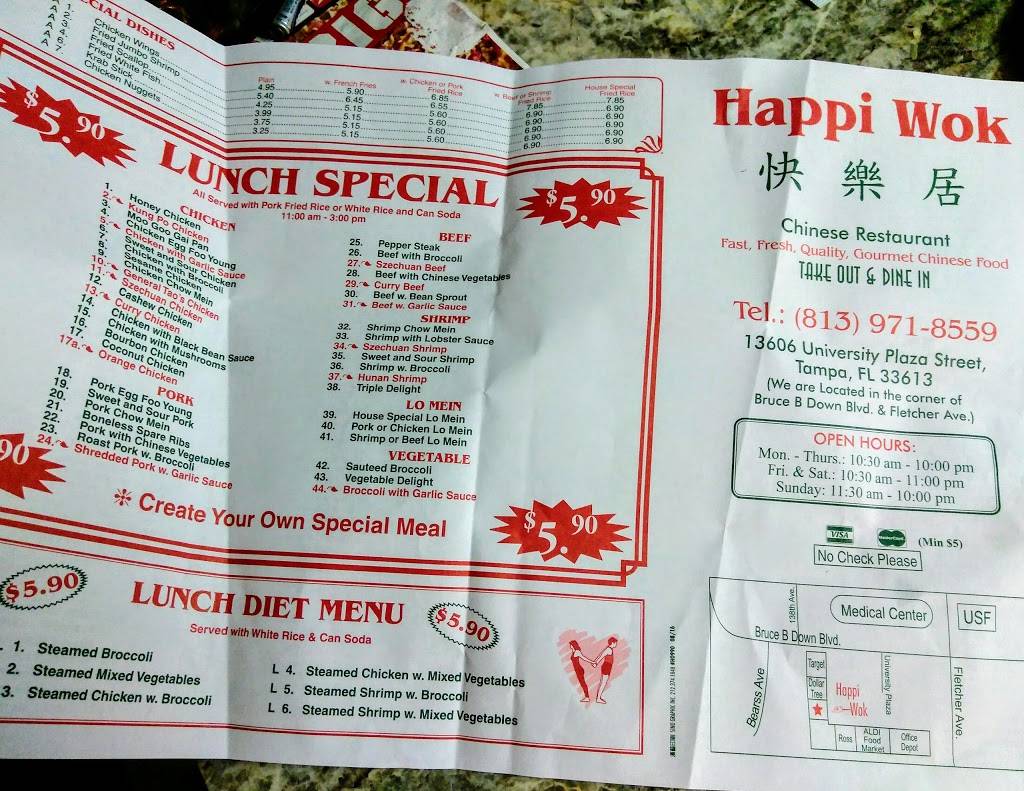 ECIAL DISHES
1. Chicken Wings
2. Fried Jumbo Shrimp
3. Fried Scallop
4. Fried White Fish
6. Krab Stick
7. Chicken Nuggets
Plain w. French Fries w. Chicken or Pork Fried Rice w. Beef or Shrimp Fried Rice House Special Fried Rice
4.95 5.90 6.85 7.85 7.85
5.40 6.45 6.55 6.90 6.90
4.25 5.15 5.60 6.90 6.90
3.99 5.15 5.60 6.90 6.90
3.75 5.15 5.60 6.90 6.90
3.25 5.15 5.60 6.90 6.90
$5.90
LUNCH SPECIAL
All Served with Pork Fried Rice or White Rice and Can Soda
11:00 am - 3:00 pm
$5.90
CHICKEN
1. Honey Chicken
2. Kung Po Chicken
3. Moo Goo Gai Pan
4. Chicken Egg Foo Young
5. Chicken with Garlic Sauce
6. Sweet and Sour Chicken
7. Chicken with Broccoli
8. Chicken Chow Mein
9. Sesame Chicken
10. General Tao's Chicken
11. Szechuan Chicken
12. Cashew Chicken
13. Curry Chicken
14. Chicken with Black Bean Sauce
15. Chicken with Mushrooms
16. Bourbon Chicken
17. Coconut Chicken
17a. Orange Chicken
PORK
18. Pork Egg Foo Young
19. Sweet and Sour Pork
20. Pork Chow Mein
21. Boneless Spare Ribs
22. Pork with Chinese Vegetables
23. Roast Pork w. Broccoli
24. Shredded Pork w. Garlic Sauce
BEEF
25. Pepper Steak
26. Beef with Broccoli
27. Szechuan Beef
28. Beef with Chinese Vegetables
29. Curry Beef
30. Beef w. Bean Sprout
31. Beef w. Garlic Sauce
SHRIMP
32. Shrimp Chow Mein
33. Shrimp with Lobster Sauce
34. Szechuan Shrimp
35. Sweet and Sour Shrimp
36. Shrimp w. Broccoli
37. Hunan Shrimp
38. Triple Delight
LO MEIN
39. House Special Lo Mein
40. Pork or Chicken Lo Mein
41. Shrimp or Beef Lo Mein
VEGETABLE
42. Sauteed Broccoli
43. Vegetable Delight
44. Broccoli with Garlic Sauce
90
❇ Create Your Own Special Meal
$5.90
$5.90
LUNCH DIET MENU
$5.90
Served with White Rice & Can Soda
1. Steamed Broccoli
2. Steamed Mixed Vegetables
3. Steamed Chicken w. Broccoli
L 4. Steamed Chicken w. Mixed Vegetables
L 5. Steamed Shrimp w. Broccoli
L 6. Steamed Shrimp w. Mixed Vegetables
Happi Wok
快樂居
Chinese Restaurant
Fast, Fresh, Quality, Gourmet Chinese Food
TAKE OUT & DINE IN
Tel.: (813) 971-8559
13606 University Plaza Street,
Tampa, FL 33613
(We are Located in the corner of
Bruce B Down Blvd. & Fletcher Ave.)
OPEN HOURS:
Mon. - Thurs.: 10:30 am - 10:00 pm
Fri. & Sat.: 10:30 am - 11:00 pm
Sunday: 11:30 am - 10:00 pm
VISA MasterCard (Min $5)
No Check Please
138th Ave.
Medical Center
USF
Bruce B Down Blvd.
Bearss Ave
Target
Dollar Tree
Happi Wok
University Plaza
Fletcher Ave.
Ross
ALDI Food Market
Office Depot